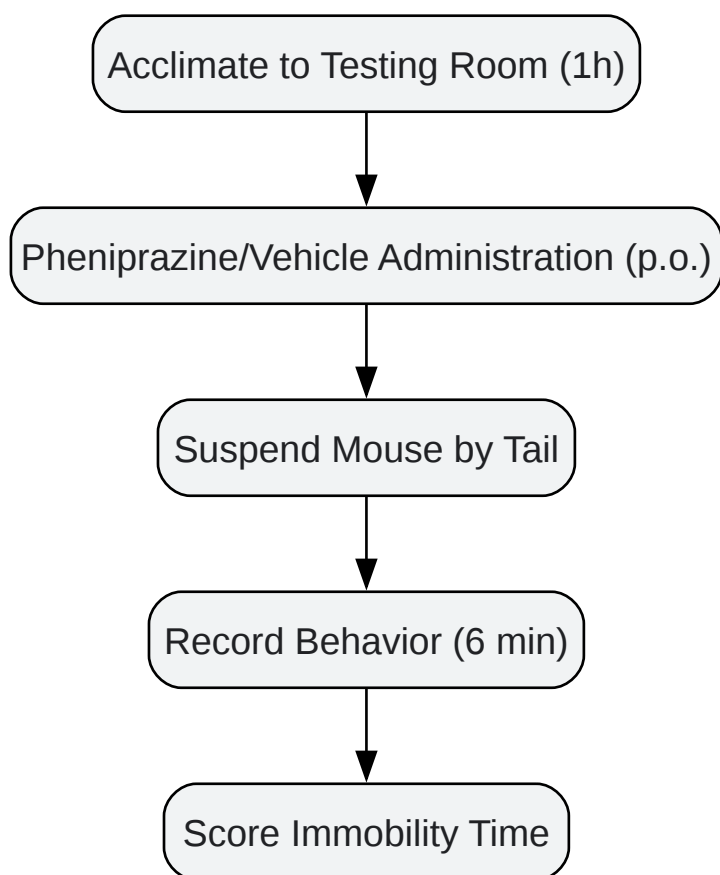 Acclimate to Testing Room (1h)
Pheniprazine/Vehicle Administration (p.o.)
Suspend Mouse by Tail
Record Behavior (6 min)
Score Immobility Time